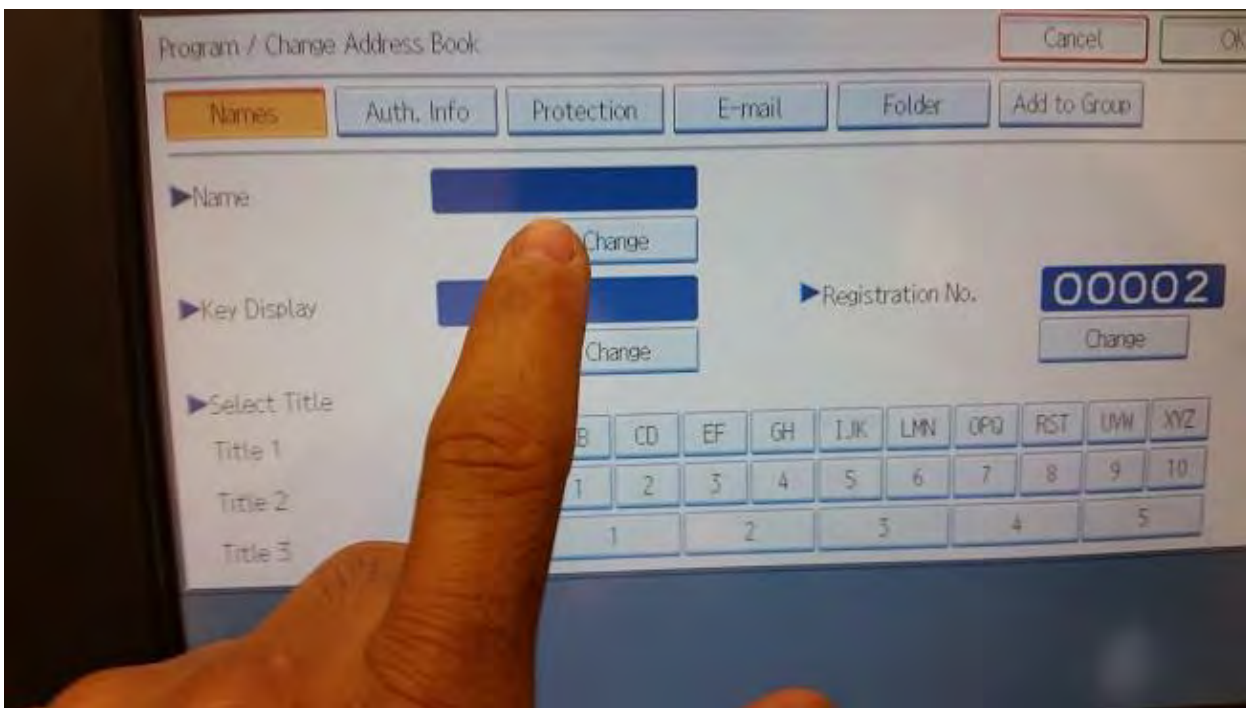 Program / Change Address Book Cancel OK
Names Auth. Info Protection E-mail Folder Add to Group
▶Name
Change
▶Key Display ▶Registration No. 00002
Change Change
▶Select Title
Title 1 CD EF GH IJK LMN OPQ RST UVW XYZ
Title 2 1 2 3 4 5 6 7 8 9 10
Title 3 1 2 3 4 5